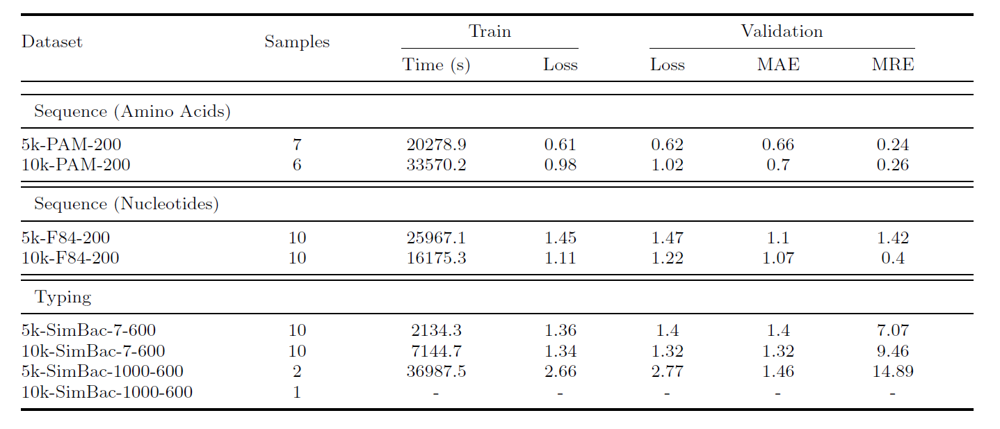 Dataset Samples Train Validation
Time (s) Loss Loss MAE MRE
Sequence (Amino Acids)
5k-PAM-200 7 20278.9 0.61 0.62 0.66 0.24
10k-PAM-200 6 33570.2 0.98 1.02 0.7 0.26
Sequence (Nucleotides)
5k-F84-200 10 25967.1 1.45 1.47 1.1 1.42
10k-F84-200 10 16175.3 1.11 1.22 1.07 0.4
Typing
5k-SimBac-7-600 10 2134.3 1.36 1.4 1.4 7.07
10k-SimBac-7-600 10 7144.7 1.34 1.32 1.32 9.46
5k-SimBac-1000-600 2 36987.5 2.66 2.77 1.46 14.89
10k-SimBac-1000-600 1 - - - - -